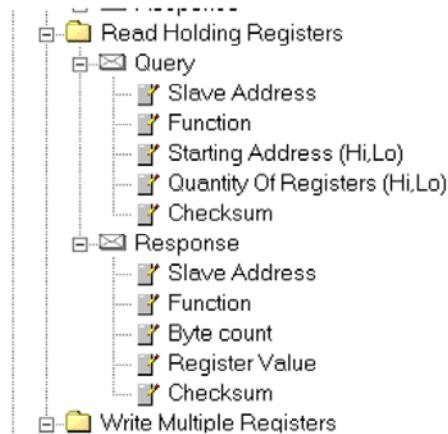 Read Holding Registers
Query
Slave Address
Function
Starting Address (Hi,Lo)
Quantity Of Registers (Hi,Lo)
Checksum
Response
Slave Address
Function
Byte count
Register Value
Checksum
Write Multiple Registers